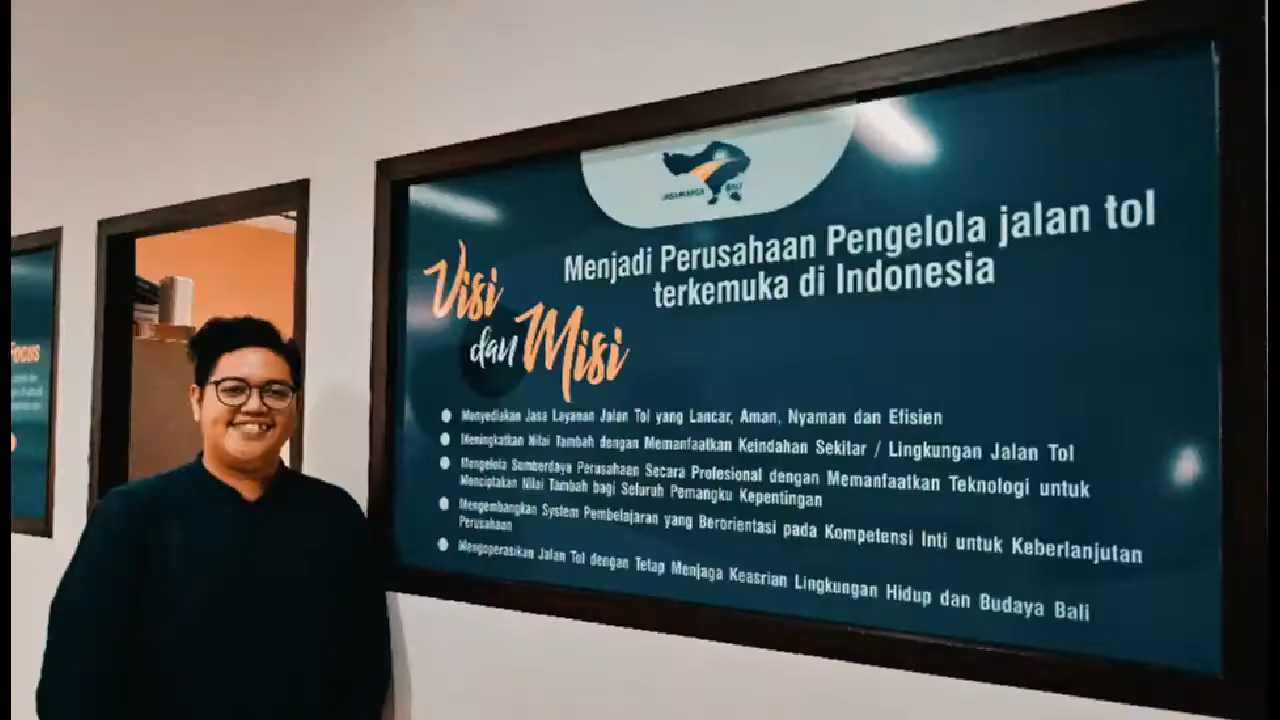 Focus
JASAMARGA BALI
Menjadi Perusahaan Pengelola jalan tol
terkemuka di Indonesia
Visi
dan Misi
Menyediakan Jasa Layanan Jalan Tol yang Lancar, Aman, Nyaman dan Efisien
Meningkatkan Nilai Tambah dengan Memanfaatkan Keindahan Sekitar / Lingkungan Jalan Tol
Mengelola Sumberdaya Perusahaan Secara Profesional dengan Memanfaatkan Teknologi untuk
Menciptakan Nilai Tambah bagi Seluruh Pemangku Kepentingan
Mengembangkan System Pembelajaran yang Berorientasi pada Kompetensi Inti untuk Keberlanjutan
Perusahaan
Mengoperasikan Jalan Tol dengan Tetap Menjaga Keasrian Lingkungan Hidup dan Budaya Bali